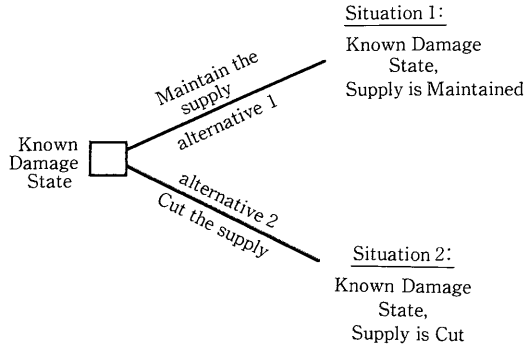 Situation 1:
Known Damage
State,
Supply is Maintained
Maintain the
supply
alternative 1
Known
Damage
State
alternative 2
Cut the supply
Situation 2:
Known Damage
State,
Supply is Cut